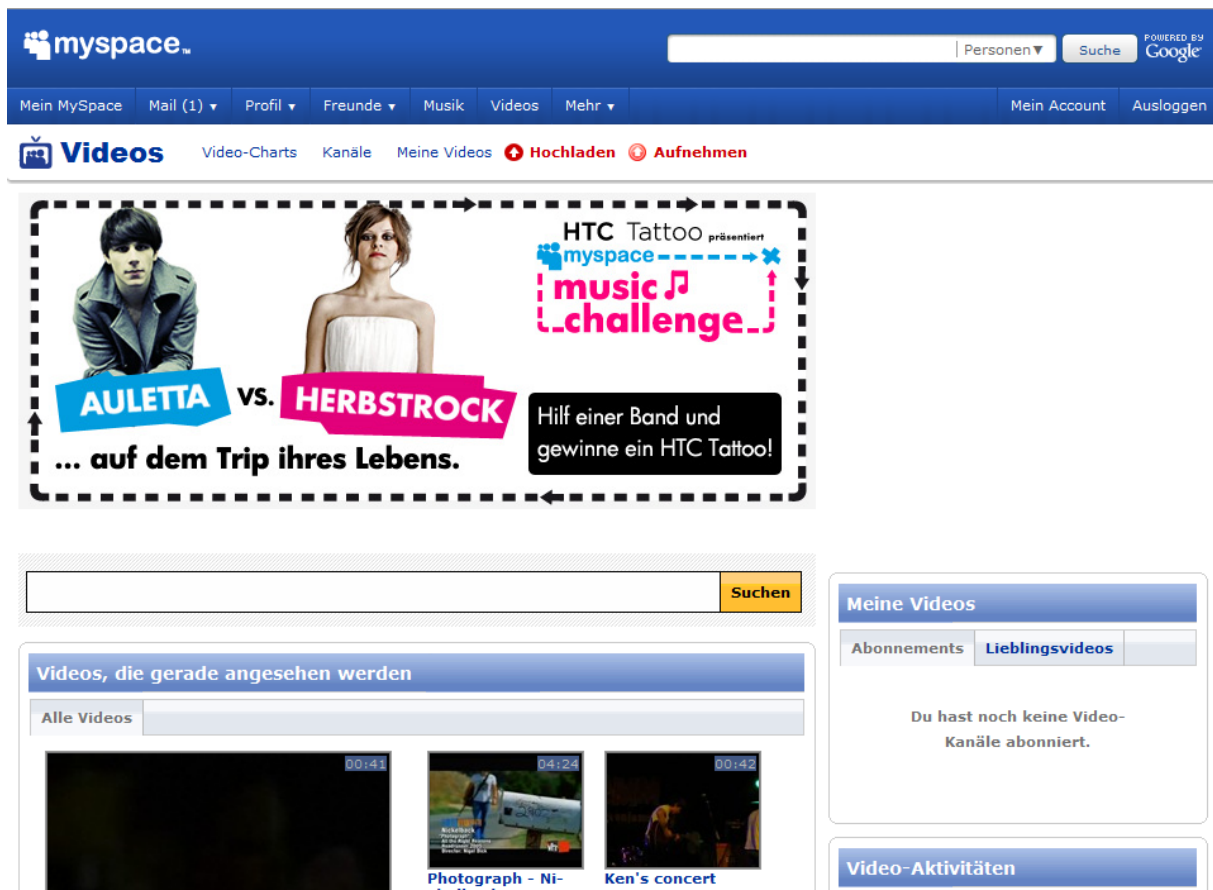 myspace™
Personen▼
Suche
POWERED BY
Google
Mein MySpace Mail (1) ▾ Profil ▾ Freunde ▾ Musik Videos Mehr ▾ Mein Account Ausloggen
Videos Video-Charts Kanäle Meine Videos Hochladen Aufnehmen
HTC Tattoo präsentiert
myspace
music
challenge
AULETTA VS. HERBSTROCK
... auf dem Trip ihres Lebens.
Hilf einer Band und
gewinne ein HTC Tattoo!
Suchen
Videos, die gerade angesehen werden
Alle Videos
00:41
04:24
00:42
Nickelback
Photograph - Ni-
Ken's concert
Meine Videos
Abonnements Lieblingsvideos
Du hast noch keine Video-
Kanäle abonniert.
Video-Aktivitäten